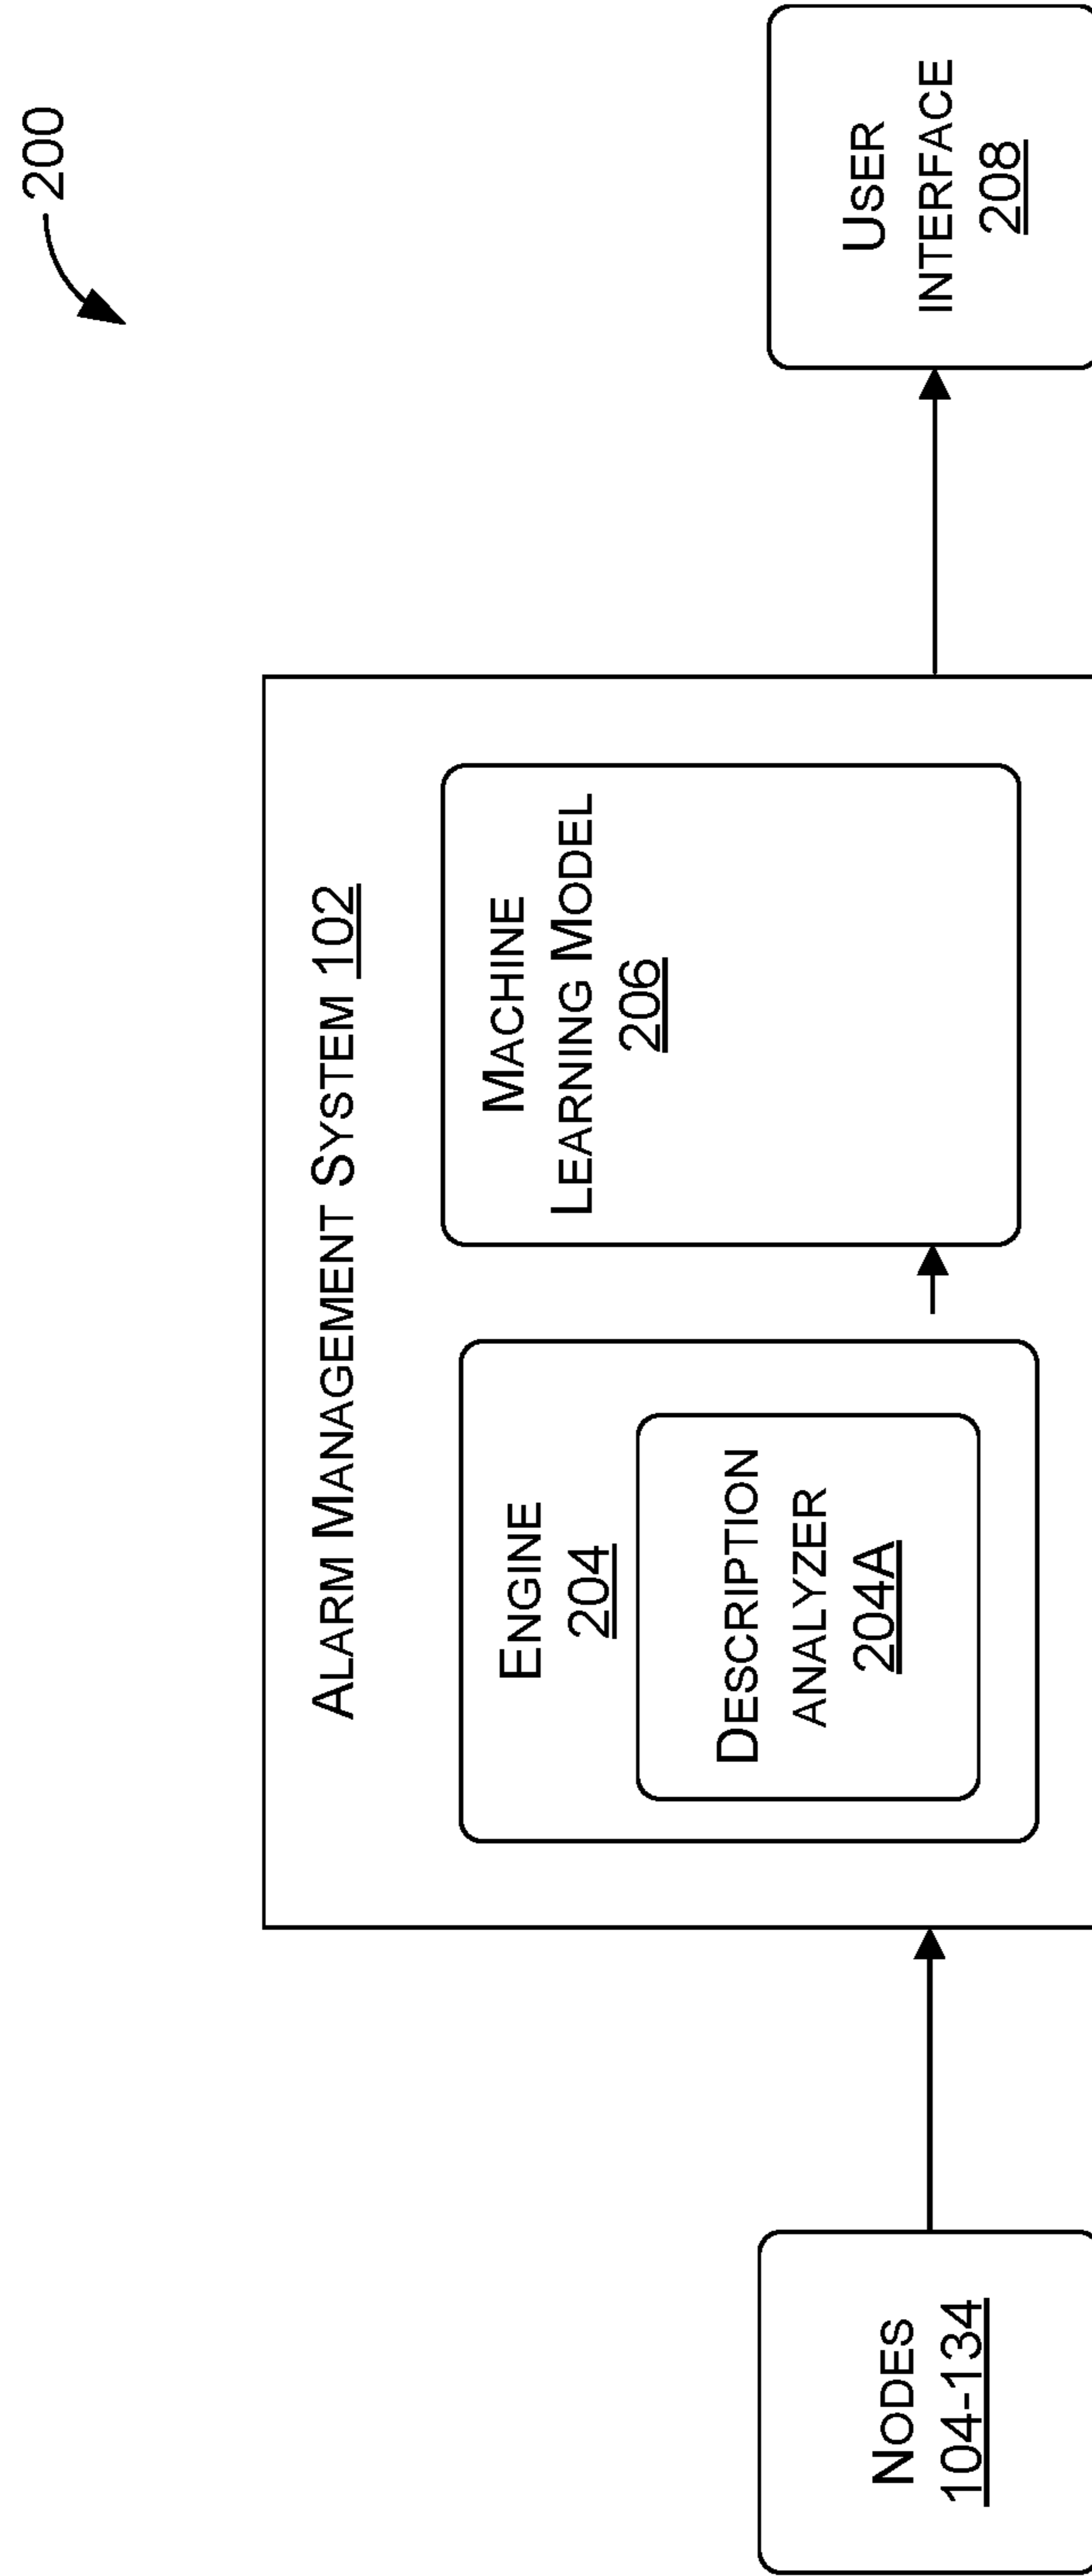 200
ALARM MANAGEMENT SYSTEM 102
NODES
104-134
ENGINE
204
DESCRIPTION
ANALYZER
204A
MACHINE
LEARNING MODEL
206
USER
INTERFACE
208